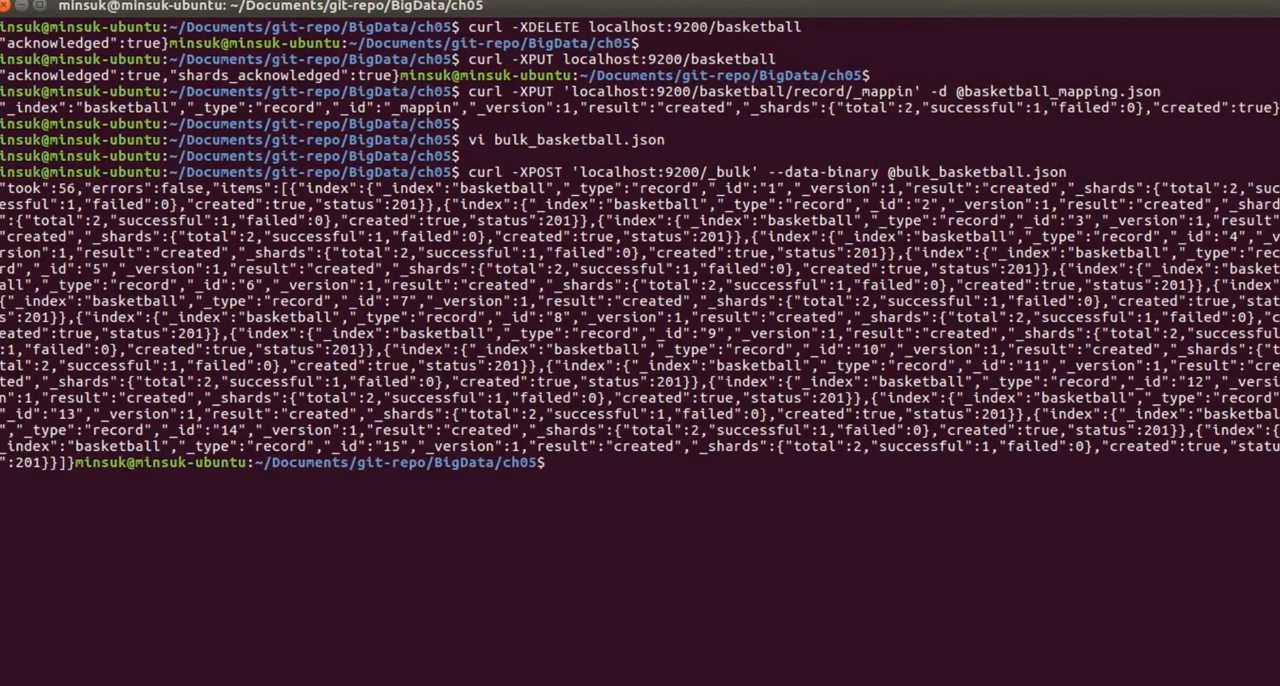 minsuk@minsuk-ubuntu: ~/Documents/git-repo/BigData/ch05
insuk@minsuk-ubuntu:~/Documents/git-repo/BigData/ch05$ curl -XDELETE localhost:9200/basketball
"acknowledged":true}minsuk@minsuk-ubuntu:~/Documents/git-repo/BigData/ch05$
insuk@minsuk-ubuntu:~/Documents/git-repo/BigData/ch05$ curl -XPUT localhost:9200/basketball
"acknowledged":true,"shards_acknowledged":true}minsuk@minsuk-ubuntu:~/Documents/git-repo/BigData/ch05$
insuk@minsuk-ubuntu:~/Documents/git-repo/BigData/ch05$ curl -XPUT 'localhost:9200/basketball/record/_mappin' -d @basketball_mapping.json
"_index":"basketball","_type":"record","_id":"_mappin","_version":1,"result":"created","_shards":{"total":2,"successful":1,"failed":0},"created":true}
insuk@minsuk-ubuntu:~/Documents/git-repo/BigData/ch05$
insuk@minsuk-ubuntu:~/Documents/git-repo/BigData/ch05$ vi bulk_basketball.json
insuk@minsuk-ubuntu:~/Documents/git-repo/BigData/ch05$
insuk@minsuk-ubuntu:~/Documents/git-repo/BigData/ch05$ curl -XPOST 'localhost:9200/_bulk' --data-binary @bulk_basketball.json
"took":56,"errors":false,"items":[{"index":{"_index":"basketball","_type":"record","_id":"1","_version":1,"result":"created","_shards":{"total":2,"suc
essful":1,"failed":0},"created":true,"status":201}},{"index":{"_index":"basketball","_type":"record","_id":"2","_version":1,"result":"created","_shard
":{"total":2,"successful":1,"failed":0},"created":true,"status":201}},{"index":{"_index":"basketball","_type":"record","_id":"3","_version":1,"result"
"created","_shards":{"total":2,"successful":1,"failed":0},"created":true,"status":201}},{"index":{"_index":"basketball","_type":"record","_id":"4","_v
rsion":1,"result":"created","_shards":{"total":2,"successful":1,"failed":0},"created":true,"status":201}},{"index":{"_index":"basketball","_type":"rec
rd","_id":"5","_version":1,"result":"created","_shards":{"total":2,"successful":1,"failed":0},"created":true,"status":201}},{"index":{"_index":"basket
all","_type":"record","_id":"6","_version":1,"result":"created","_shards":{"total":2,"successful":1,"failed":0},"created":true,"status":201}},{"index"
{"_index":"basketball","_type":"record","_id":"7","_version":1,"result":"created","_shards":{"total":2,"successful":1,"failed":0},"created":true,"stat
s":201}},{"index":{"_index":"basketball","_type":"record","_id":"8","_version":1,"result":"created","_shards":{"total":2,"successful":1,"failed":0},"c
eated":true,"status":201}},{"index":{"_index":"basketball","_type":"record","_id":"9","_version":1,"result":"created","_shards":{"total":2,"successful
:1,"failed":0},"created":true,"status":201}},{"index":{"_index":"basketball","_type":"record","_id":"10","_version":1,"result":"created","_shards":{"t
tal":2,"successful":1,"failed":0},"created":true,"status":201}},{"index":{"_index":"basketball","_type":"record","_id":"11","_version":1,"result":"crea
ted","_shards":{"total":2,"successful":1,"failed":0},"created":true,"status":201}},{"index":{"_index":"basketball","_type":"record","_id":"12","_versi
n":1,"result":"created","_shards":{"total":2,"successful":1,"failed":0},"created":true,"status":201}},{"index":{"_index":"basketball","_type":"record"
"_id":"13","_version":1,"result":"created","_shards":{"total":2,"successful":1,"failed":0},"created":true,"status":201}},{"index":{"_index":"basketbal
,"_type":"record","_id":"14","_version":1,"result":"created","_shards":{"total":2,"successful":1,"failed":0},"created":true,"status":201}},{"index":{
_index":"basketball","_type":"record","_id":"15","_version":1,"result":"created","_shards":{"total":2,"successful":1,"failed":0},"created":true,"statu
":201}}]}minsuk@minsuk-ubuntu:~/Documents/git-repo/BigData/ch05$